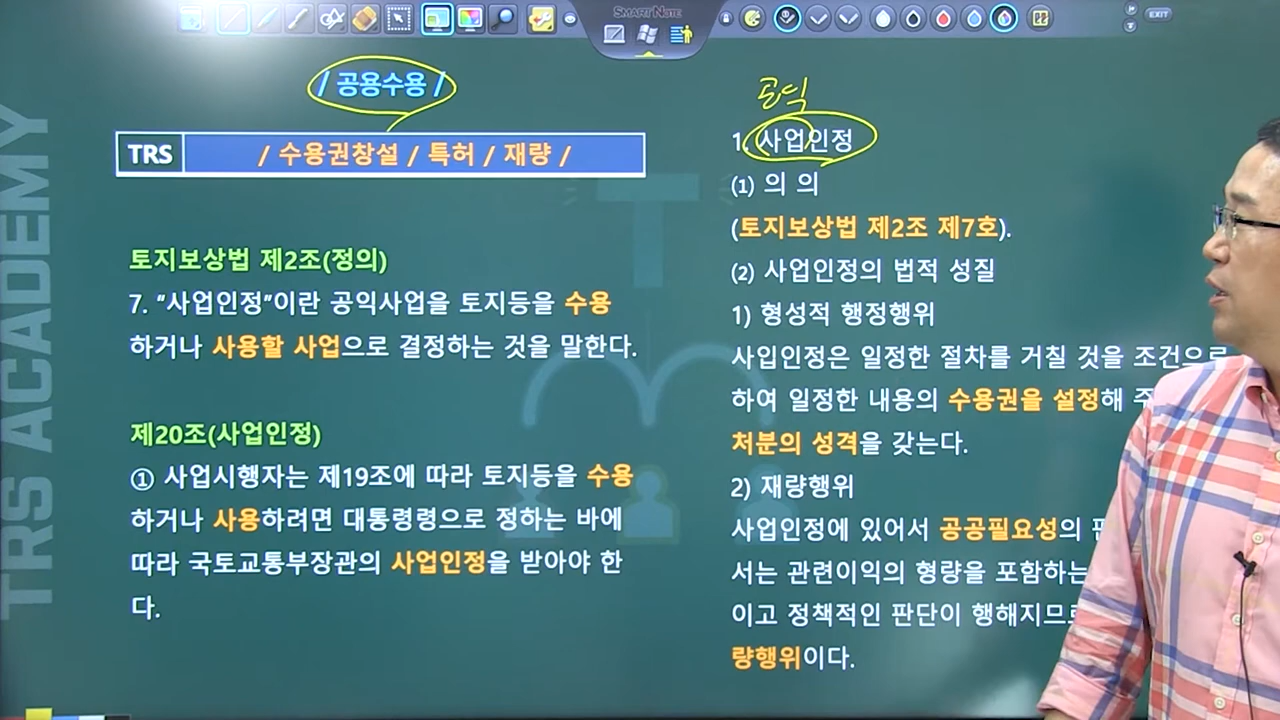 SMARTNOTE
EXIT
/ 공용수용 /
TRS / 수용권창설 / 특허 / 재량 /
토지보상법 제2조(정의)
7. "사업인정"이란 공익사업을 토지등을 수용
하거나 사용할 사업으로 결정하는 것을 말한다.
제20조(사업인정)
① 사업시행자는 제19조에 따라 토지등을 수용
하거나 사용하려면 대통령령으로 정하는 바에
따라 국토교통부장관의 사업인정을 받아야 한
다.
공익
1. 사업인정
(1) 의 의
(토지보상법 제2조 제7호).
(2) 사업인정의 법적 성질
1) 형성적 행정행위
사입인정은 일정한 절차를 거칠 것을 조건으로
하여 일정한 내용의 수용권을 설정해 주
처분의 성격을 갖는다.
2) 재량행위
사업인정에 있어서 공공필요성의 판
서는 관련이익의 형량을 포함하는
이고 정책적인 판단이 행해지므로
량행위이다.
TRS ACADEMY